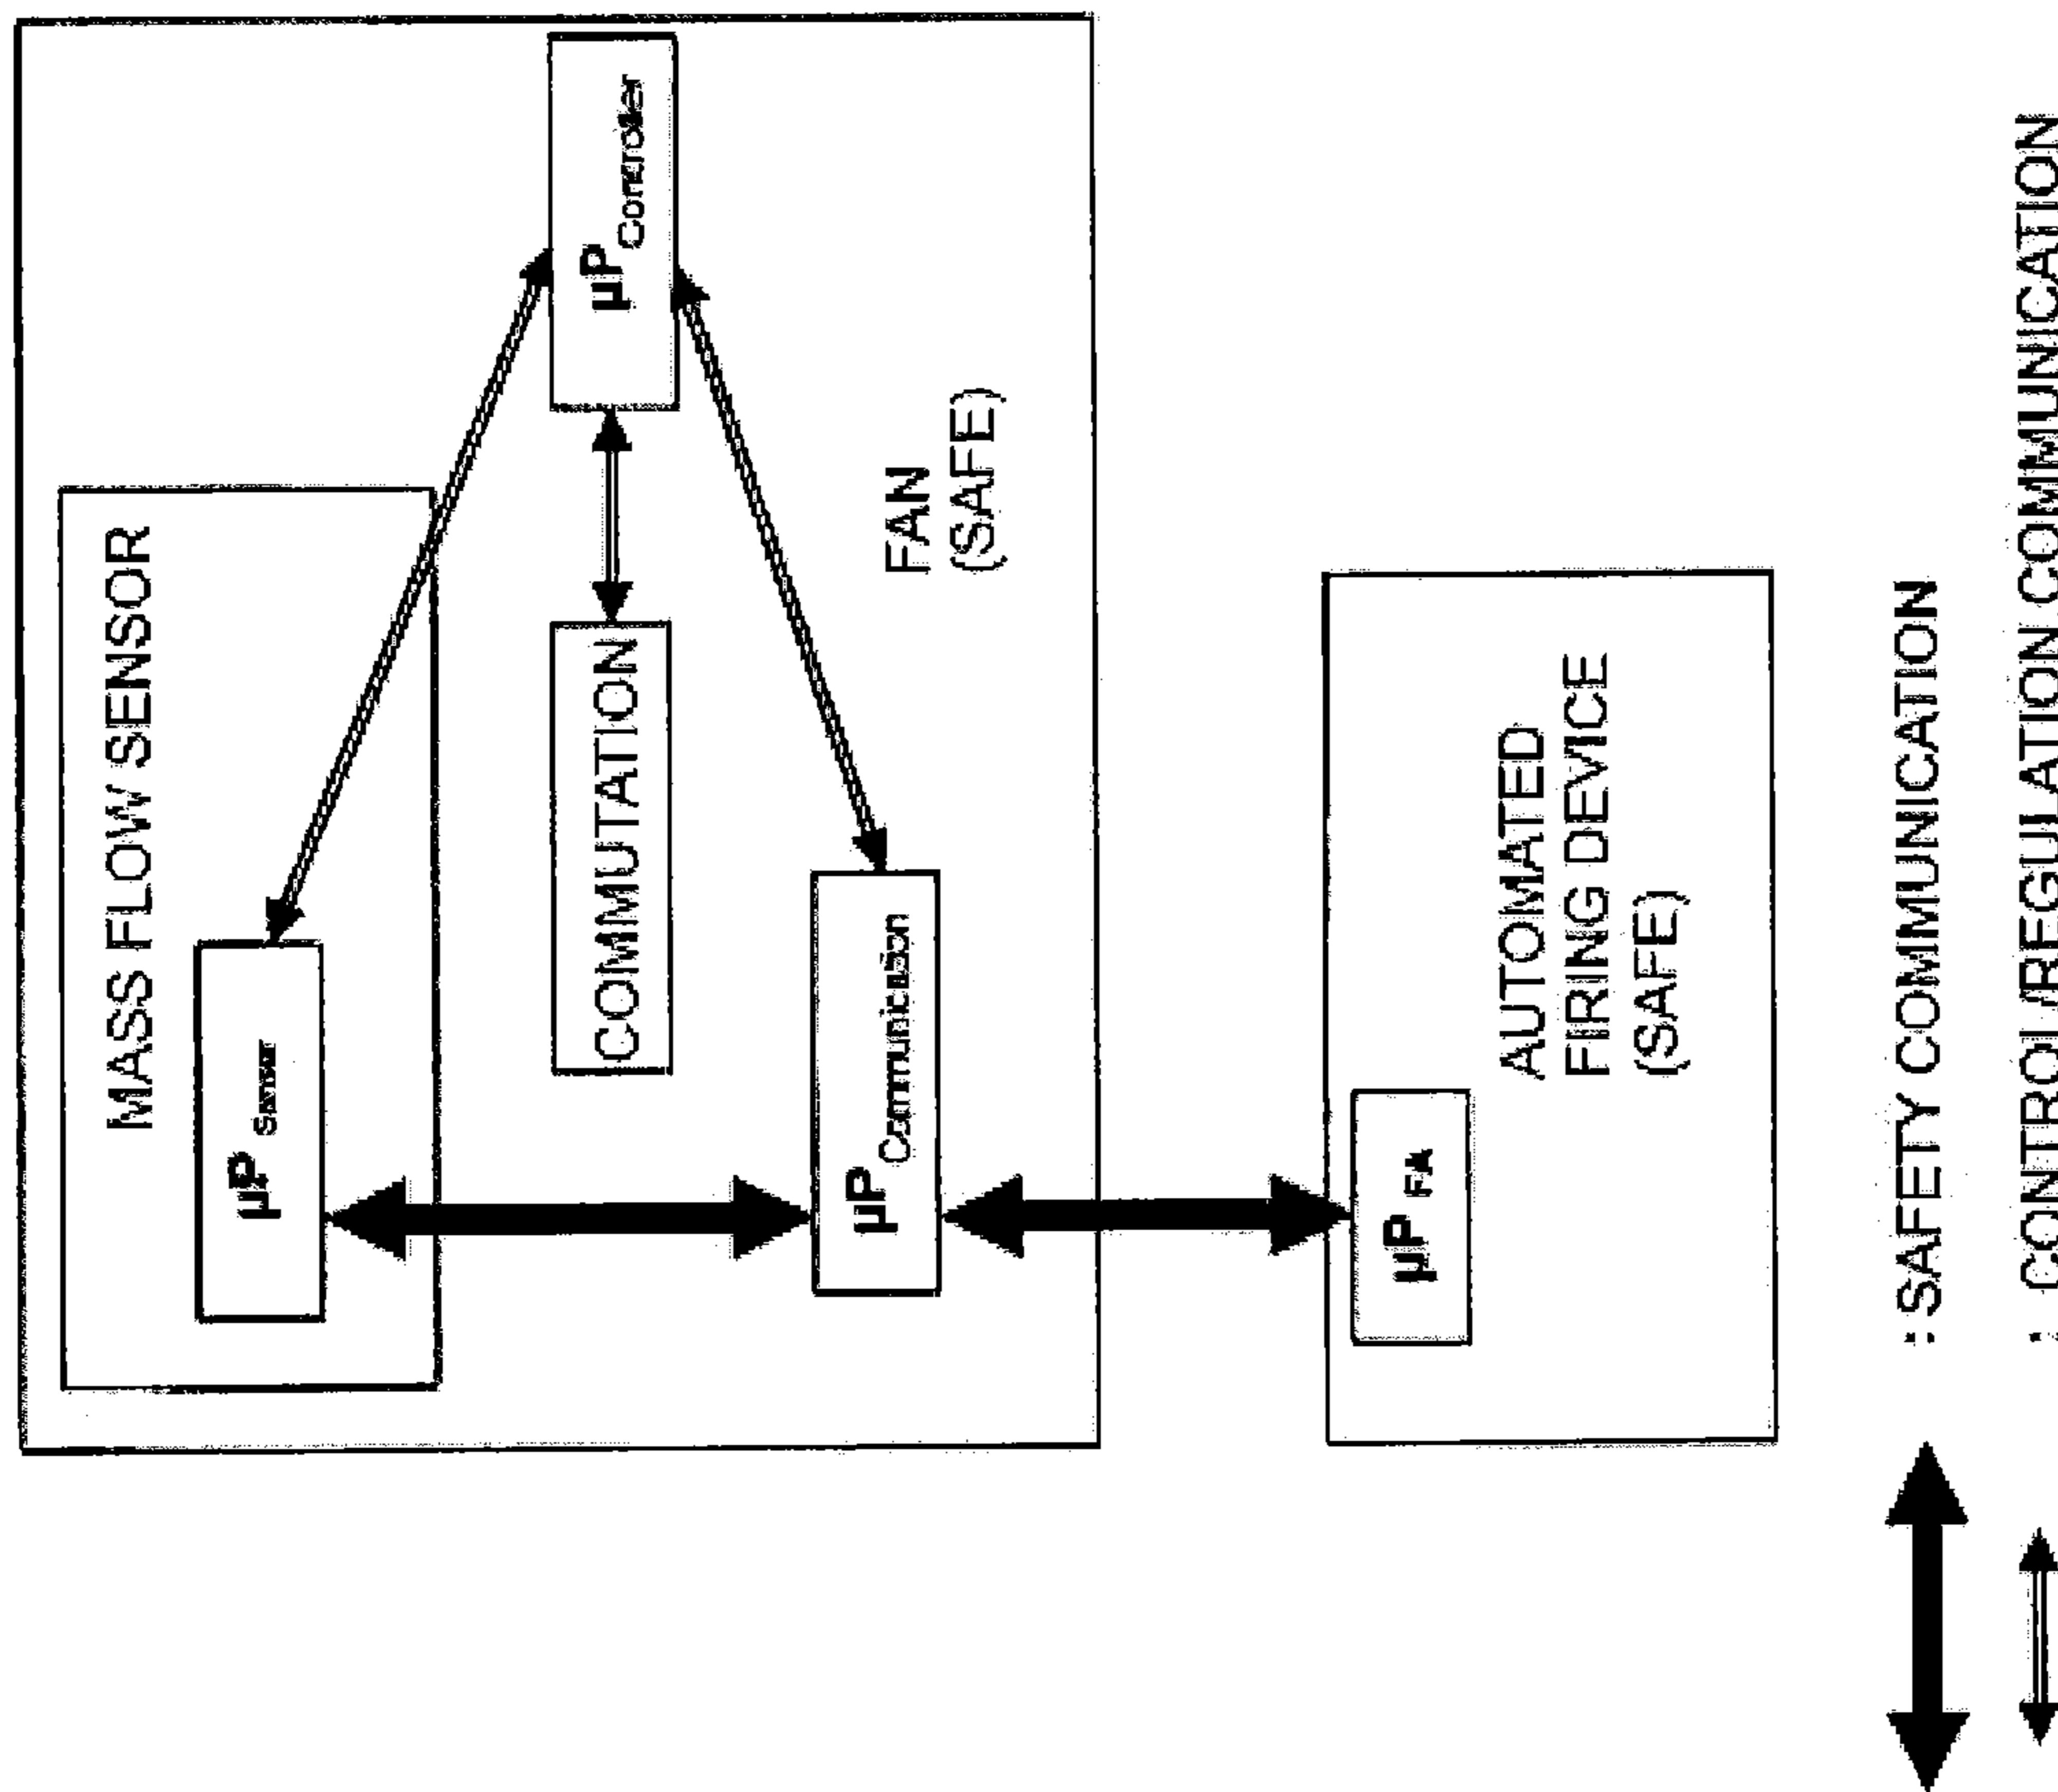 MASS FLOW SENSOR
µP Sensor
COMMUTATION
µP Controller
µP Communication
FAN
(SAFE)
µP FA
AUTOMATED
FIRING DEVICE
(SAFE)
: SAFETY COMMUNICATION
: CONTROL/REGULATION COMMUNICATION